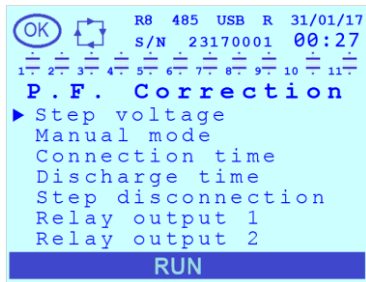 OK R8 485 USB R 31/01/17
S/N 23170001 00:27
1 2 3 4 5 6 7 8 9 10 11
P.F. Correction
Step voltage
Manual mode
Connection time
Discharge time
Step disconnection
Relay output 1
Relay output 2
RUN